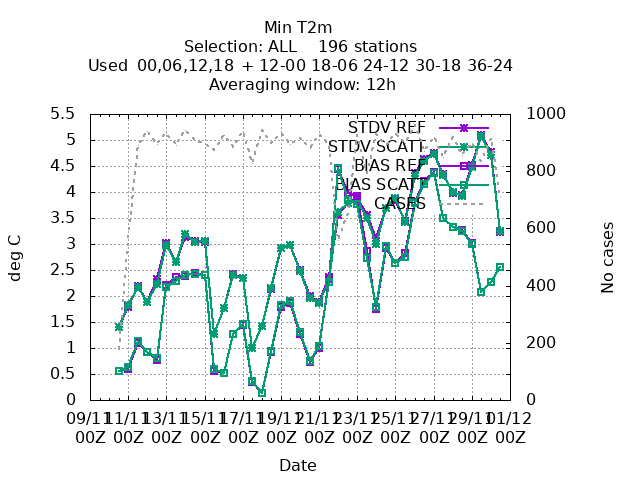 Min T2m
Selection: ALL    196 stations
Used  00,06,12,18 + 12-00 18-06 24-12 30-18 36-24
Averaging window: 12h
5.5
5
4.5
4
3.5
3
2.5
2
1.5
1
0.5
0
deg C
1000
800
600
400
200
0
No cases
STDV REF
STDV SCATT
BIAS REF
BIAS SCATT
CASES
09/11 11/11 13/11 15/11 17/11 19/11 21/11 23/11 25/11 27/11 29/11 01/12
00Z 00Z 00Z 00Z 00Z 00Z 00Z 00Z 00Z 00Z 00Z 00Z
Date